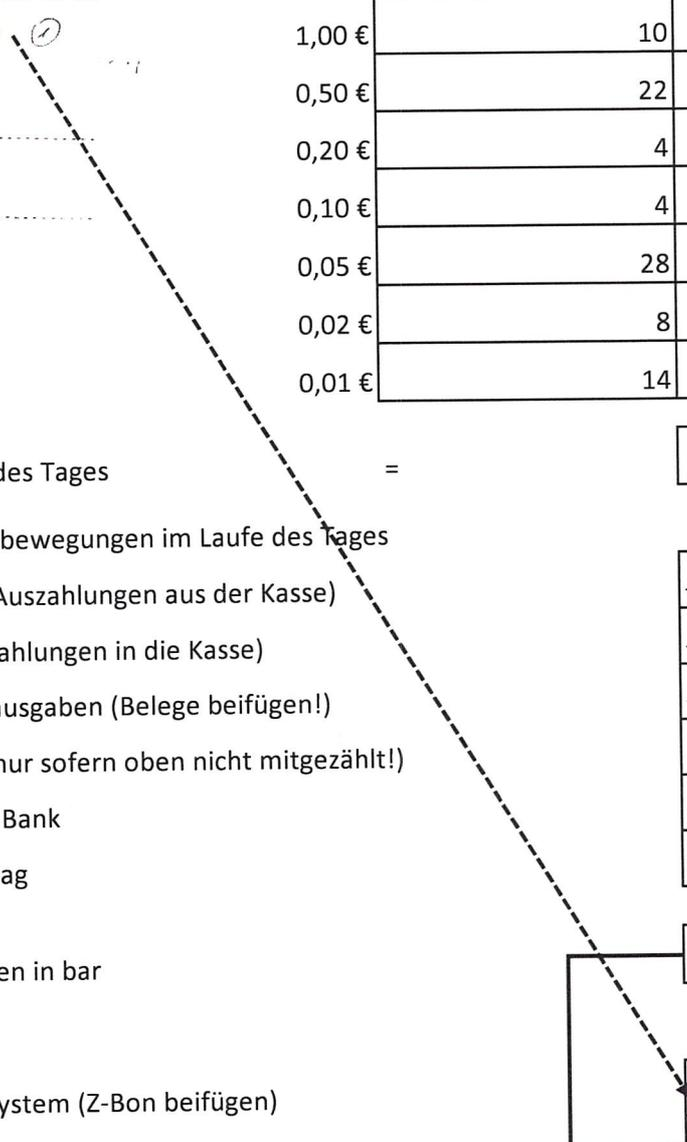 1,00 € 10
0,50 € 22
0,20 € 4
0,10 € 4
0,05 € 28
0,02 € 8
0,01 € 14
des Tages =
bewegungen im Laufe des Tages
Auszahlungen aus der Kasse)
ahlungen in die Kasse)
ausgaben (Belege beifügen!)
nur sofern oben nicht mitgezählt!)
Bank
ag
en in bar
ystem (Z-Bon beifügen)